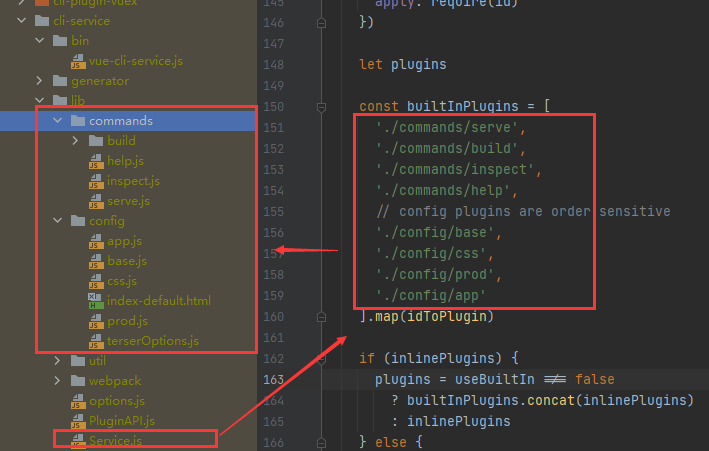 cli-plugin-vuex
cli-service
bin
vue-cli-service.js
generator
lib
commands
build
help.js
inspect.js
serve.js
config
app.js
base.js
css.js
index-default.html
prod.js
terserOptions.js
util
webpack
options.js
PluginAPI.js
Service.js
145 apply: require(id)
146 })
147
148 let plugins
149
150 const builtInPlugins = [
151 './commands/serve',
152 './commands/build',
153 './commands/inspect',
154 './commands/help',
155 // config plugins are order sensitive
156 './config/base',
157 './config/css',
158 './config/prod',
159 './config/app'
160 ].map(idToPlugin)
161
162 if (inlinePlugins) {
163 plugins = useBuiltIn !== false
164 ? builtInPlugins.concat(inlinePlugins)
165 : inlinePlugins
166 } else {